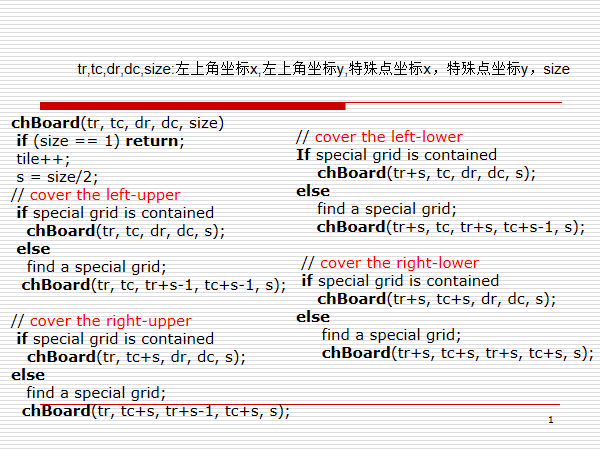 tr,tc,dr,dc,size:左上角坐标x,左上角坐标y,特殊点坐标x，特殊点坐标y，size
chBoard(tr, tc, dr, dc, size)
if (size == 1) return;
tile++;
s = size/2;
// cover the left-upper
if special grid is contained
chBoard(tr, tc, dr, dc, s);
else
find a special grid;
chBoard(tr, tc, tr+s-1, tc+s-1, s);
// cover the right-upper
if special grid is contained
chBoard(tr, tc+s, dr, dc, s);
else
find a special grid;
chBoard(tr, tc+s, tr+s-1, tc+s, s);
// cover the left-lower
If special grid is contained
chBoard(tr+s, tc, dr, dc, s);
else
find a special grid;
chBoard(tr+s, tc, tr+s, tc+s-1, s);
// cover the right-lower
if special grid is contained
chBoard(tr+s, tc+s, dr, dc, s);
else
find a special grid;
chBoard(tr+s, tc+s, tr+s, tc+s, s);
1